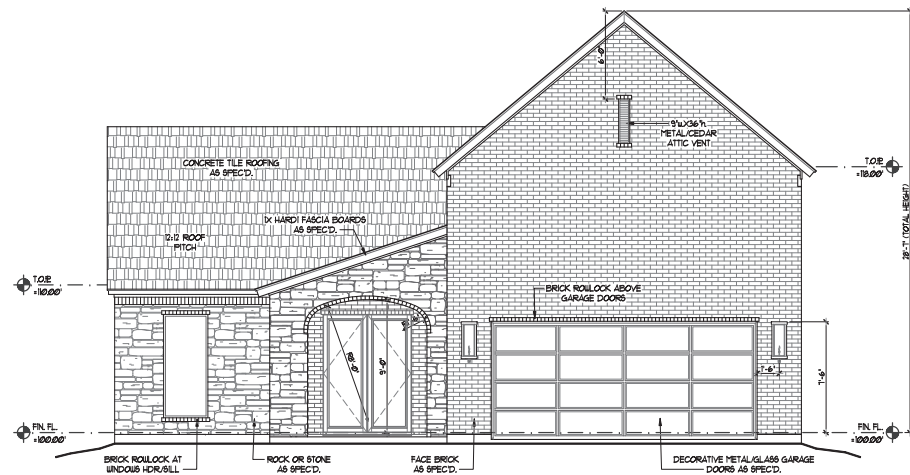 6'-0"
9"wX36"h
METAL/CEDAR
ATTIC VENT
CONCRETE TILE ROOFING
AS SPEC'D.
T.O.P.
=118.00'
1X HARDI FASCIA BOARDS
AS SPEC'D.
12:12 ROOF
PITCH
28'-7" (TOTAL HEIGHT)
T.O.P.
=110.00'
BRICK ROWLOCK ABOVE
GARAGE DOORS
9'-0"
1'-6"
7'-6"
FIN. FL.
=100.00'
FIN. FL.
=100.00'
BRICK ROWLOCK AT
WINDOWS HDR/SILL
ROCK OR STONE
AS SPEC'D.
FACE BRICK
AS SPEC'D.
DECORATIVE METAL/GLASS GARAGE
DOORS AS SPEC'D.